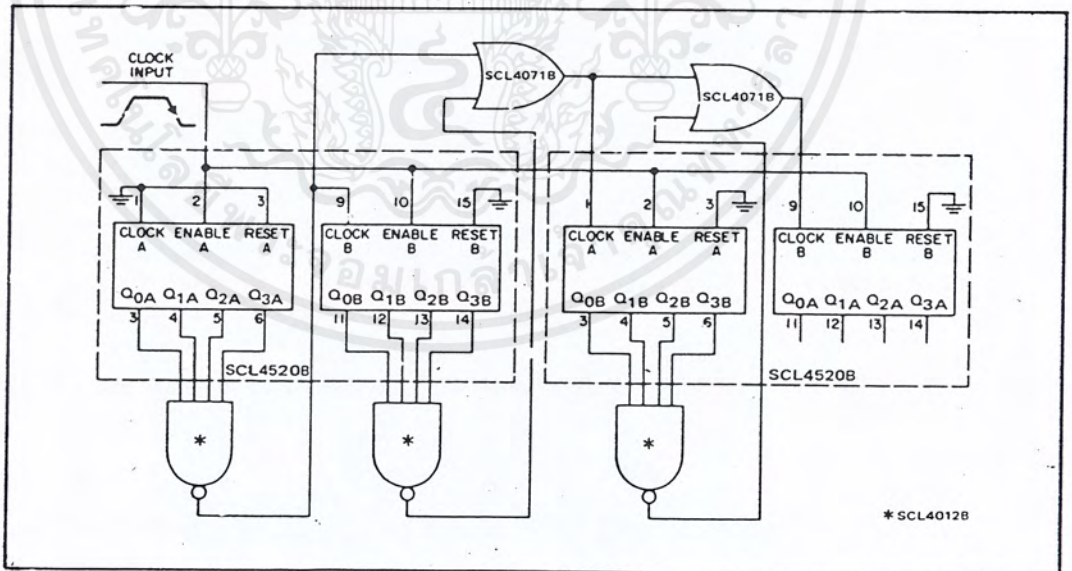 CLOCK
INPUT
SCL4071B
SCL4071B
1 2 3
CLOCK ENABLE RESET
A A A
Q0A Q1A Q2A Q3A
3 4 5 6
9 10 15
CLOCK ENABLE RESET
B B B
Q0B Q1B Q2B Q3B
11 12 13 14
SCL4520B
1 2 3
CLOCK ENABLE RESET
A A A
Q0B Q1B Q2B Q3B
3 4 5 6
9 10 15
CLOCK ENABLE RESET
B B B
Q0A Q1A Q2A Q3A
11 12 13 14
SCL4520B
*
*
*
* SCL4012B